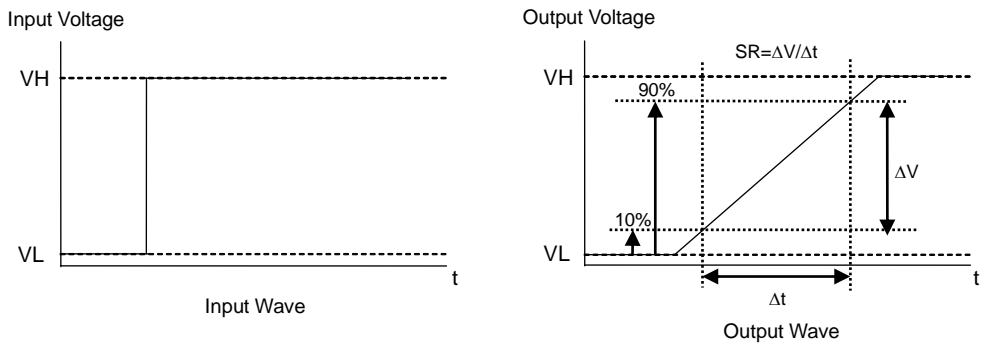 Input Voltage
VH
VL
t
Input Wave
Output Voltage
SR=ΔV/Δt
VH
90%
ΔV
10%
VL
t
Δt
Output Wave